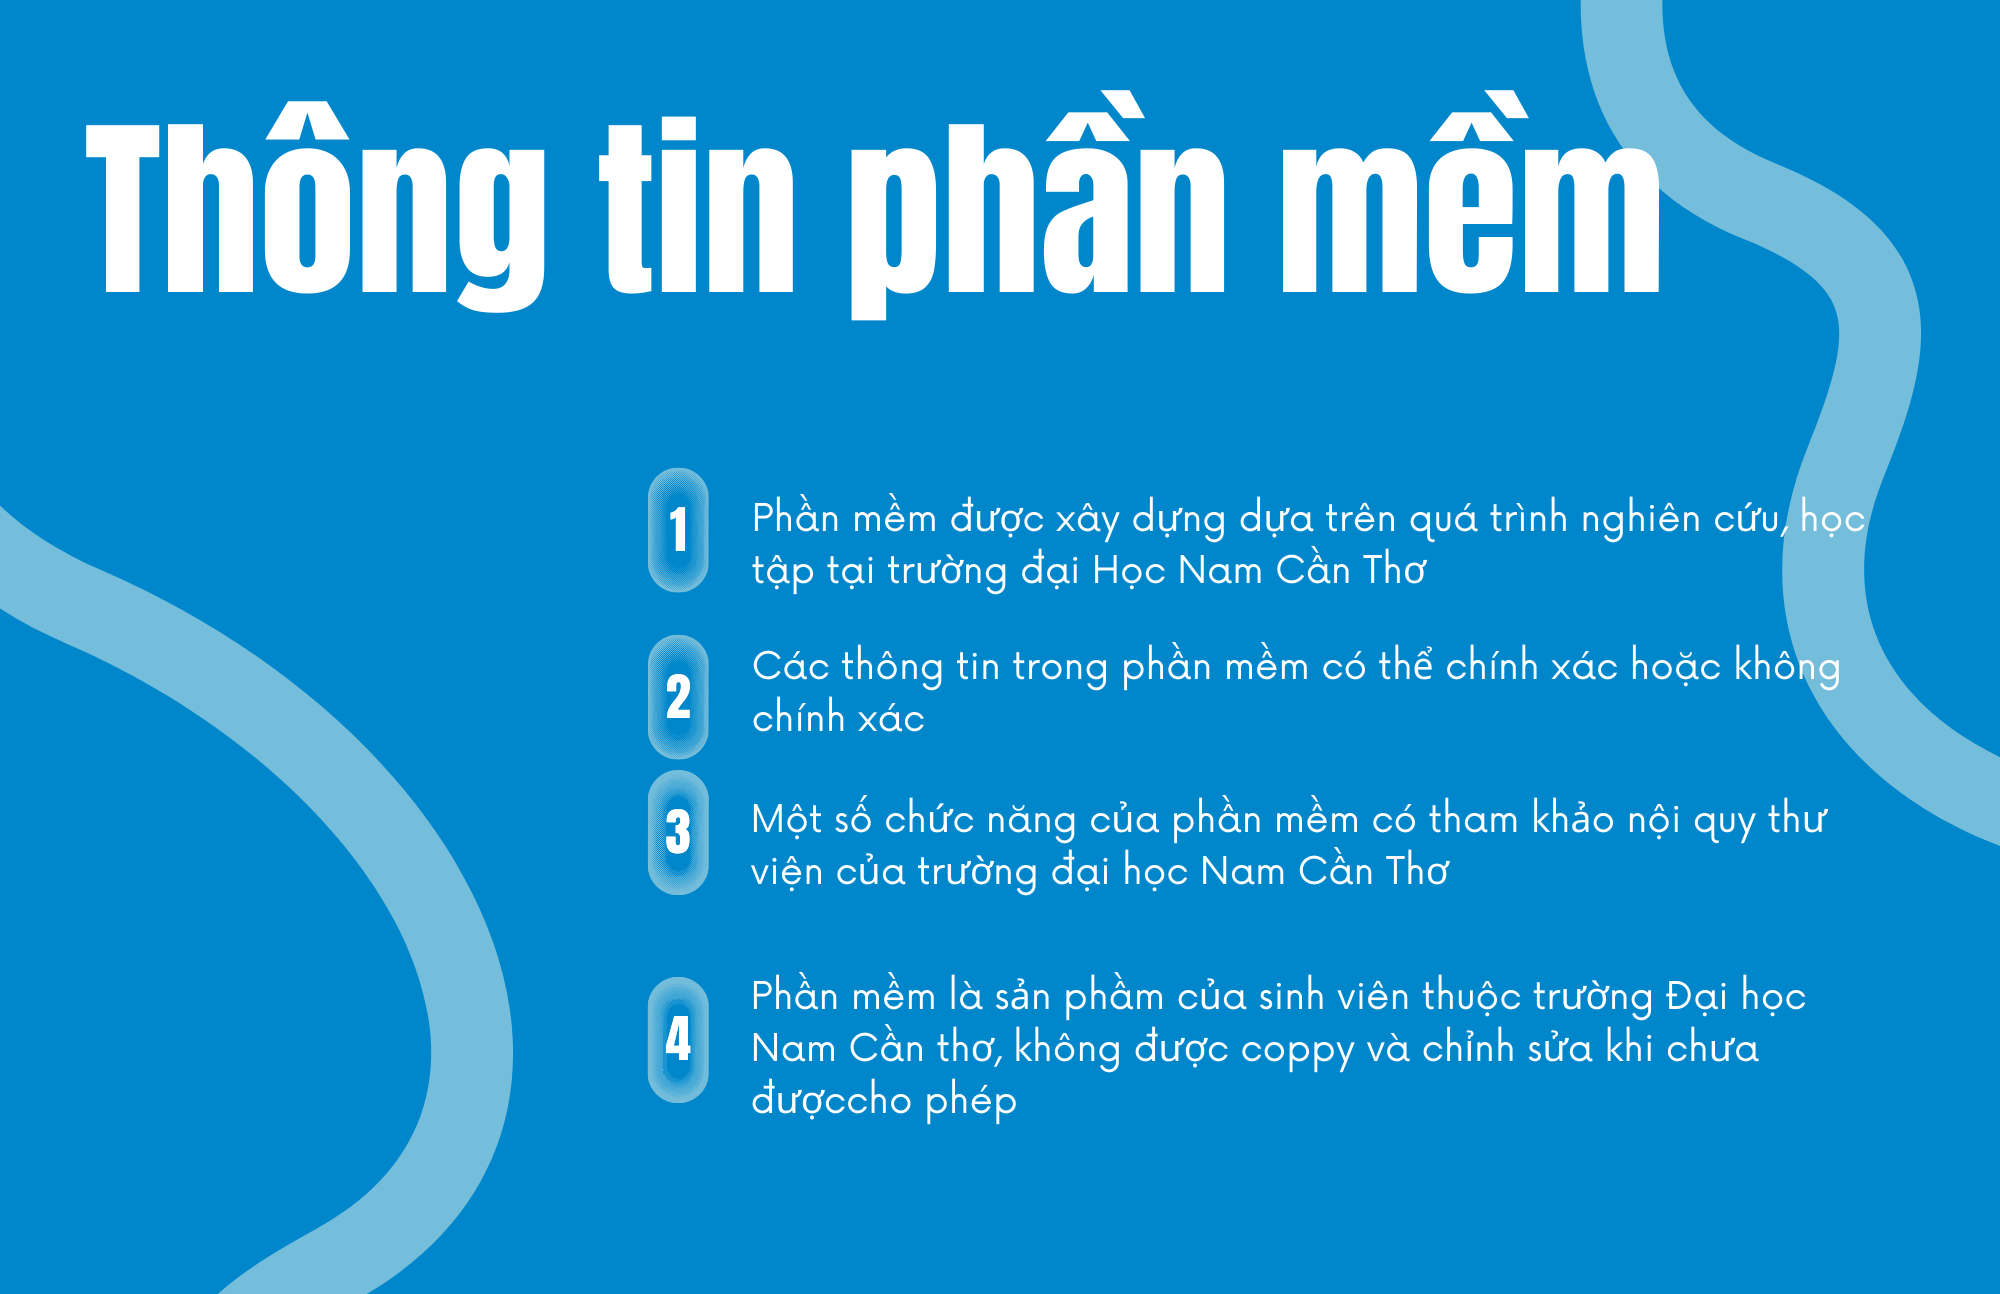 Thông tin phần mềm
1
Phần mềm được xây dựng dựa trên quá trình nghiên cứu, học
tập tại trường đại Học Nam Cần Thơ
2
Các thông tin trong phần mềm có thể chính xác hoặc không
chính xác
3
Một số chức năng của phần mềm có tham khảo nội quy thư
viện của trường đại học Nam Cần Thơ
4
Phần mềm là sản phầm của sinh viên thuộc trường Đại học
Nam Cần thơ, không được coppy và chỉnh sửa khi chưa
đượccho phép